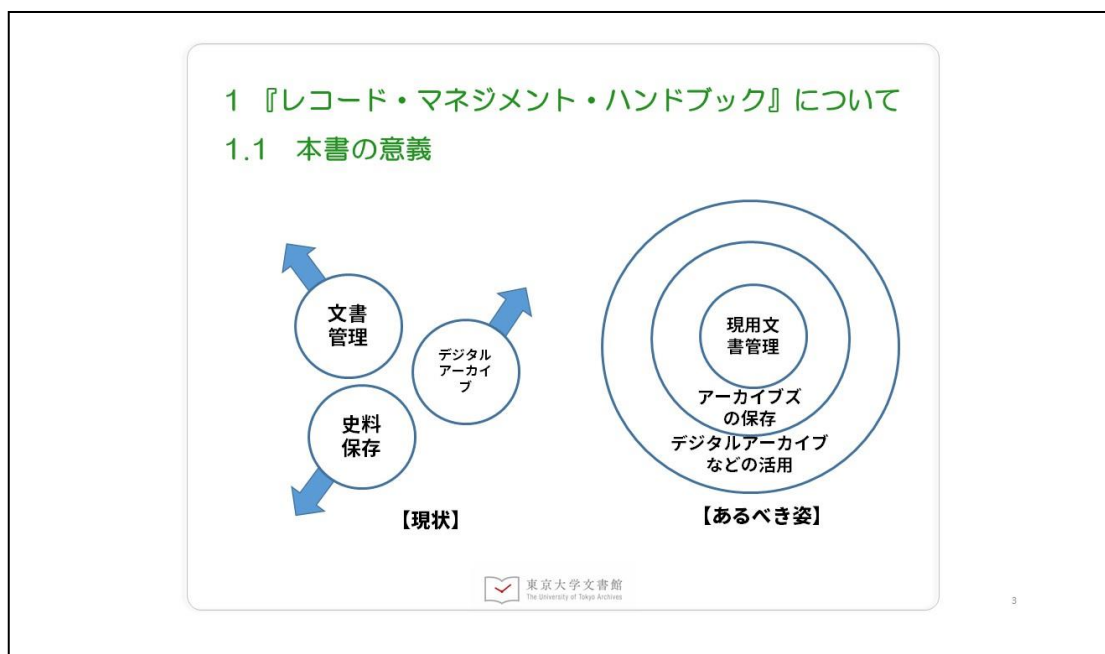 1 『レコード・マネジメント・ハンドブック』について
1.1 本書の意義
文書
管理
デジタル
アーカイ
ブ
史料
保存
【現状】
現用文
書管理
アーカイブズ
の保存
デジタルアーカイブ
などの活用
【あるべき姿】
東京大学文書館
The University of Tokyo Archives
3